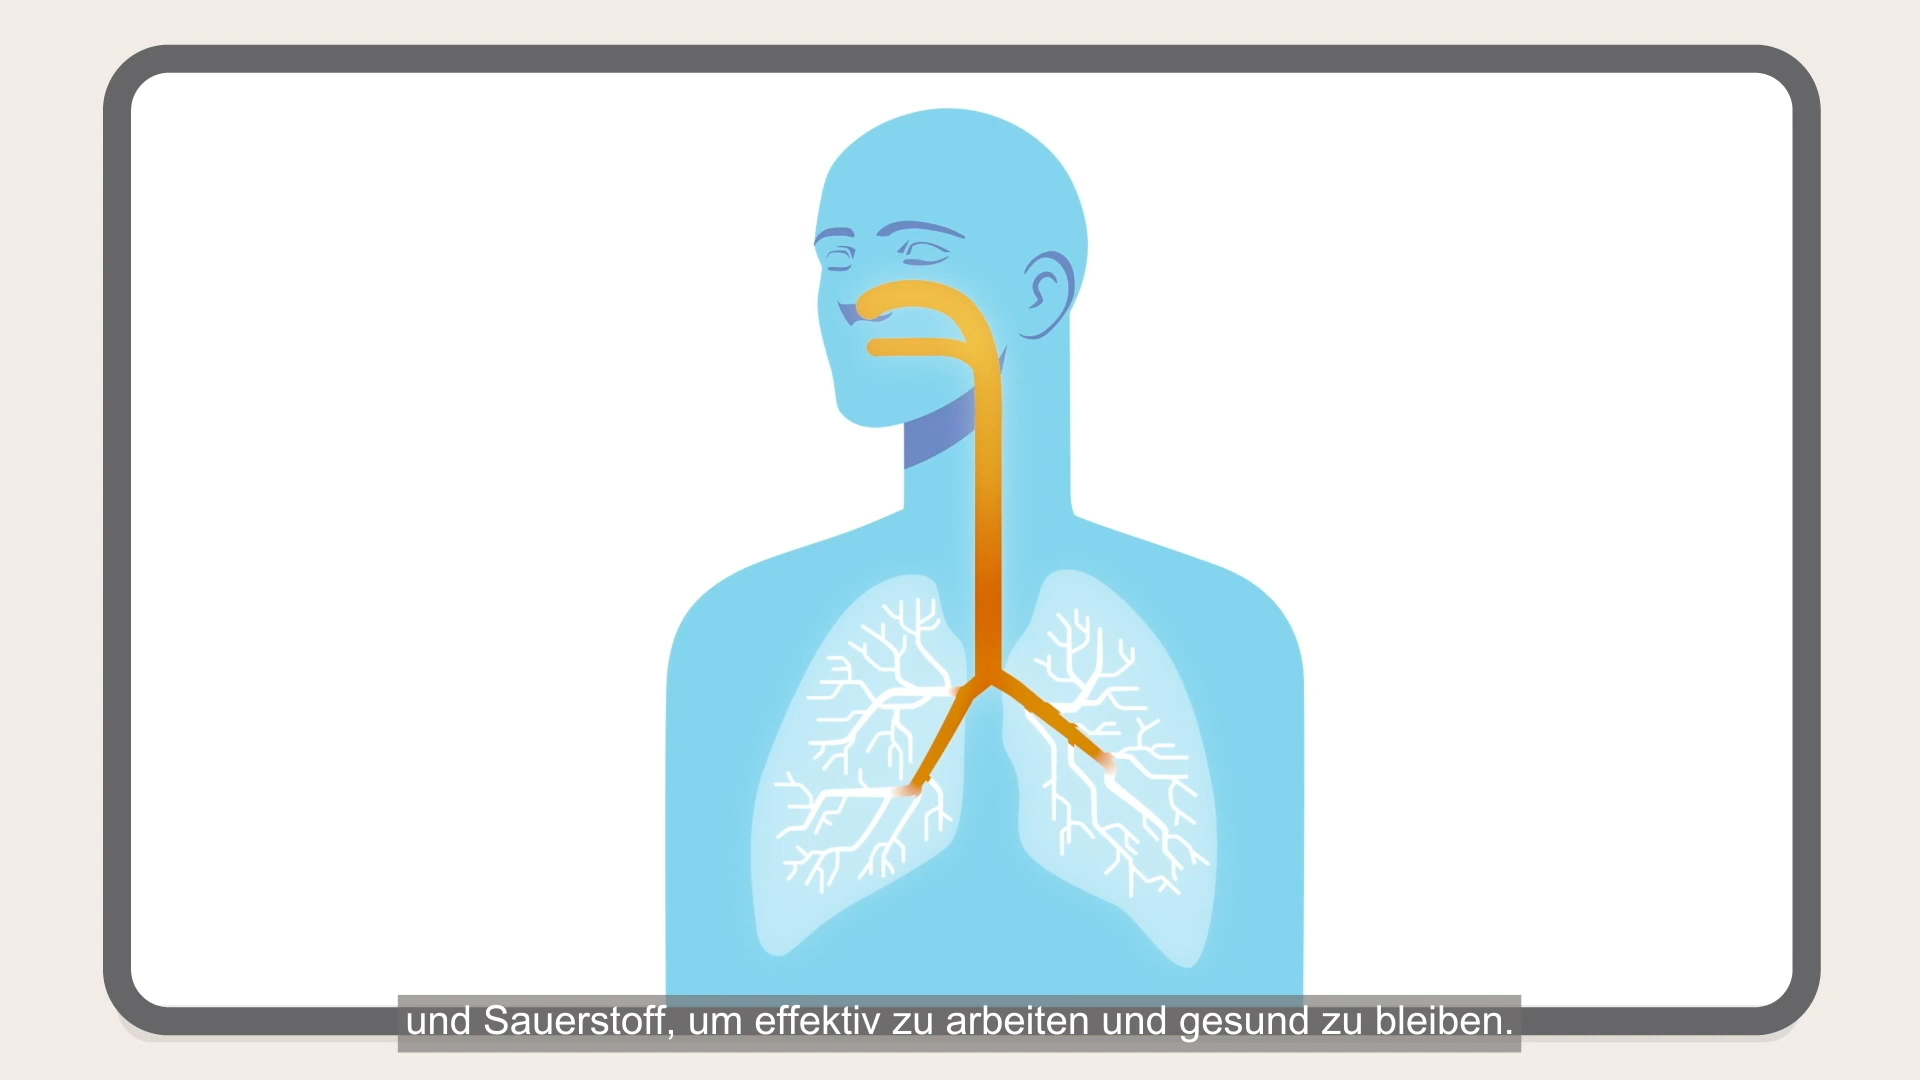 und Sauerstoff, um effektiv zu arbeiten und gesund zu bleiben.